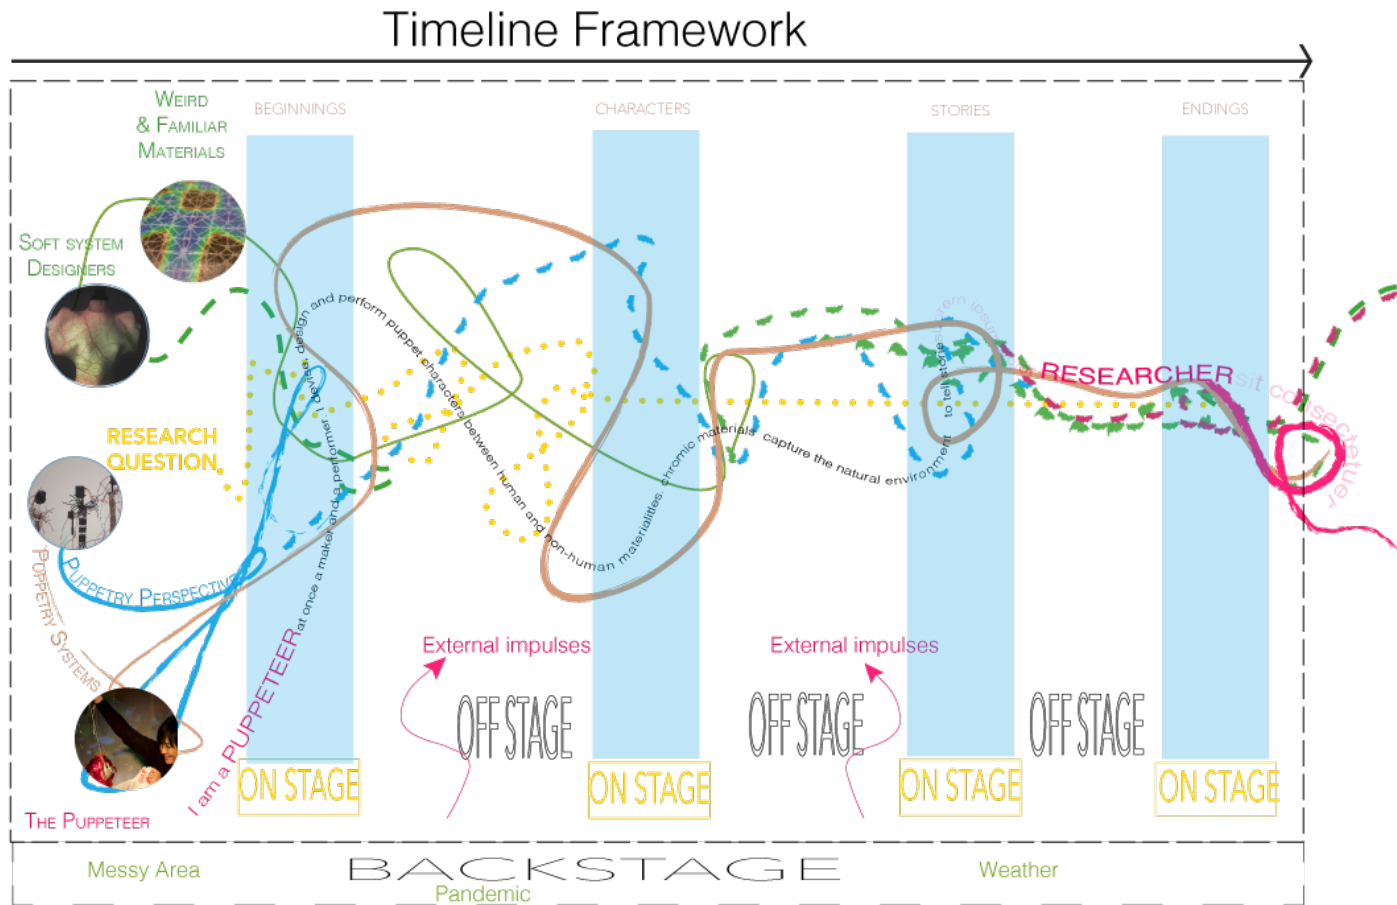 Timeline Framework
WEIRD
& FAMILIAR
MATERIALS
BEGINNINGS
CHARACTERS
STORIES
ENDINGS
SOFT SYSTEM
DESIGNERS
RESEARCH
QUESTION
PUPPETRY PERSPECTIVE
PUPPETRY SYSTEMS
THE PUPPETEER
I am a PUPPETEER at once a maker and a performer I devise, design and perform puppet characters between human and non-human materialities. chromic materials capture the natural environment to tell stories
RESEARCHER
sit consectetuer
External impulses
External impulses
OFF STAGE
OFF STAGE
OFF STAGE
ON STAGE
ON STAGE
ON STAGE
ON STAGE
BACKSTAGE
Messy Area
Pandemic
Weather